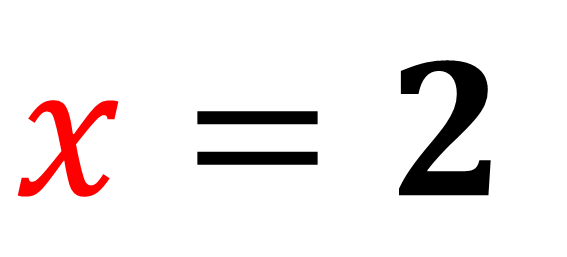 x = 2